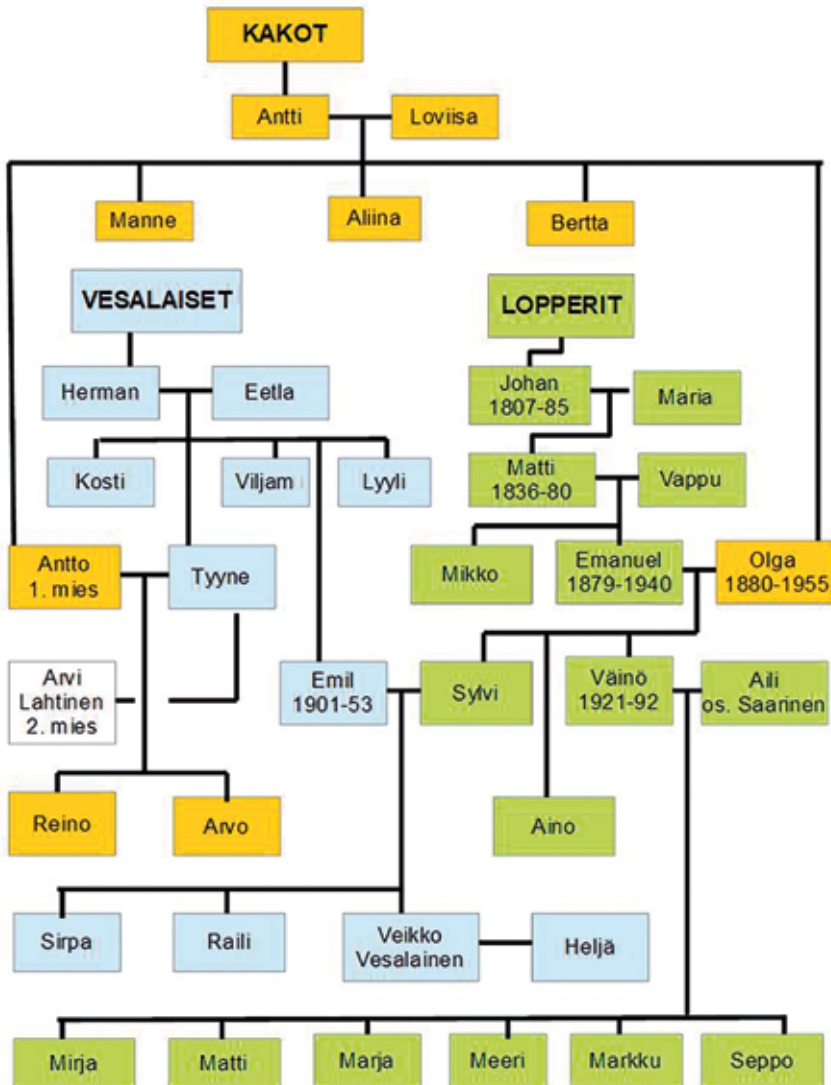 KAKOT
Antti
Loviisa
Manne
Aliina
Bertta
VESALAISET
LOPPERIT
Herman
Eetla
Johan
1807-85
Maria
Kosti
Viljam
Lyyli
Matti
1836-80
Vappu
Antto
1. mies
Tyyne
Mikko
Emanuel
1879-1940
Olga
1880-1955
Arvi
Lahtinen
2. mies
Emil
1901-53
Sylvi
Väinö
1921-92
Aili
os. Saarinen
Reino
Arvo
Aino
Sirpa
Raili
Veikko
Vesalainen
Heljä
Mirja
Matti
Marja
Meeri
Markku
Seppo